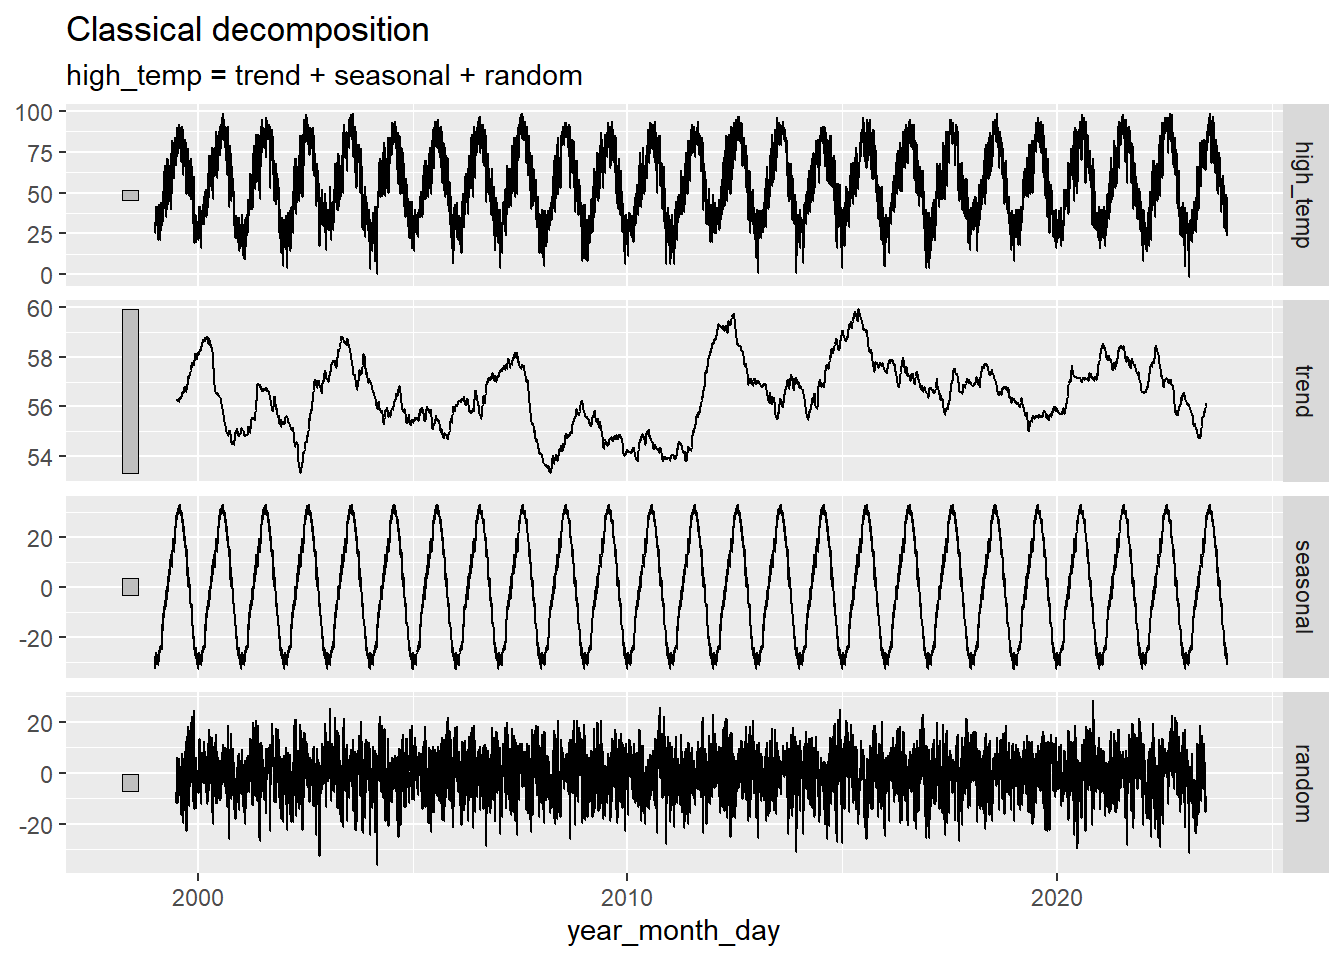 Classical decomposition
high_temp = trend + seasonal + random
100
75
50
25
0
high_temp
60
58
56
54
trend
20
0
-20
seasonal
20
0
-20
random
2000 2010 2020
year_month_day